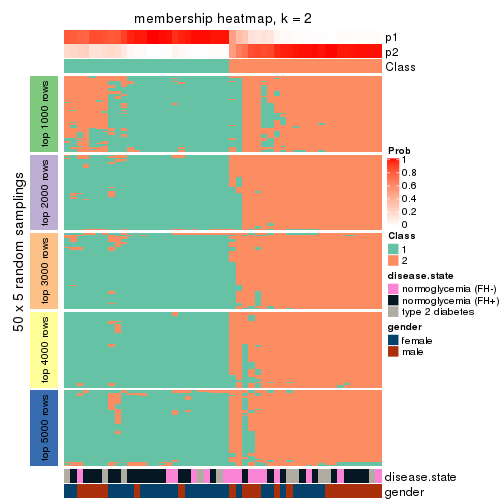 membership heatmap, k = 2
p1
p2
Class
50 x 5 random samplings
top 1000 rows
top 2000 rows
top 3000 rows
top 4000 rows
top 5000 rows
disease.state
gender
Prob
1
0.8
0.6
0.4
0.2
0
Class
1
2
disease.state
normoglycemia (FH-)
normoglycemia (FH+)
type 2 diabetes
gender
female
male